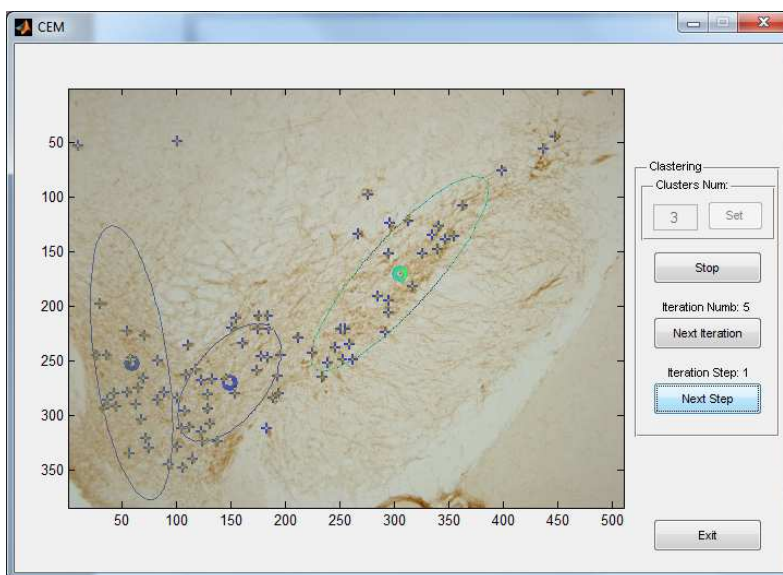 CEM
50
100
150
200
250
300
350
50 100 150 200 250 300 350 400 450 500
Clastering
Clusters Num:
3 Set
Stop
Iteration Numb: 5
Next Iteration
Iteration Step: 1
Next Step
Exit